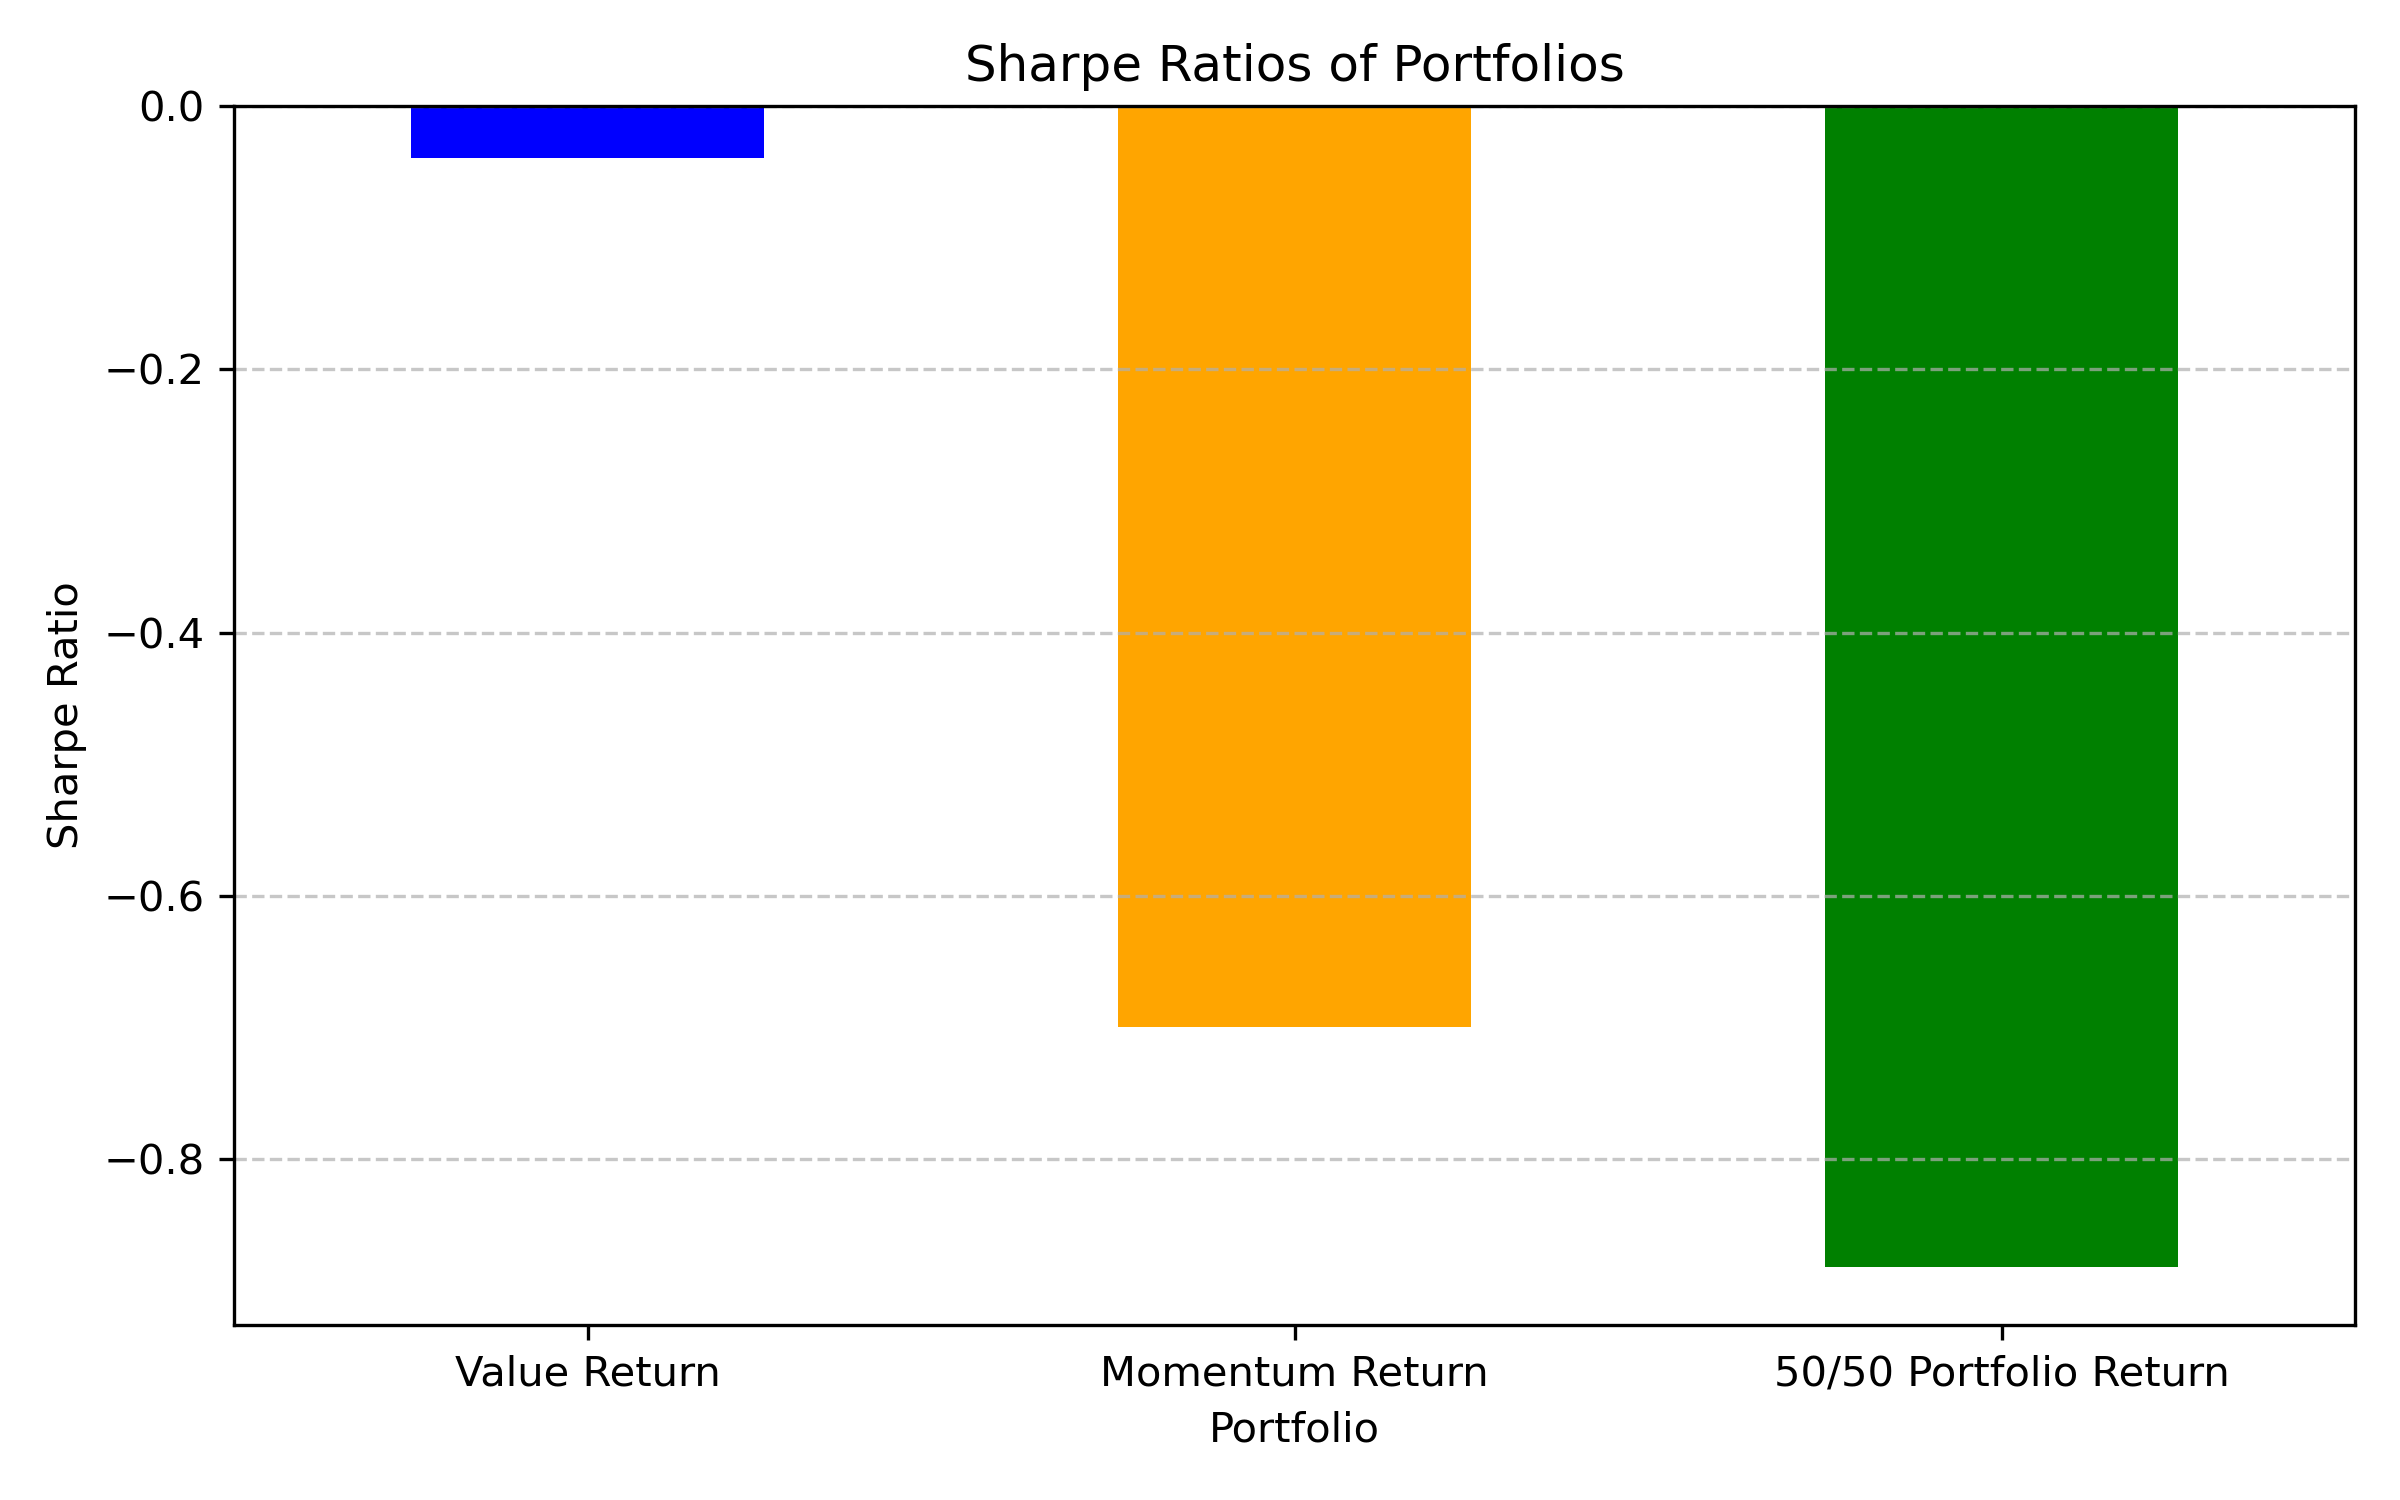 Sharpe Ratios of Portfolios
0.0
−0.2
−0.4
−0.6
−0.8
Sharpe Ratio
Value Return
Momentum Return
50/50 Portfolio Return
Portfolio